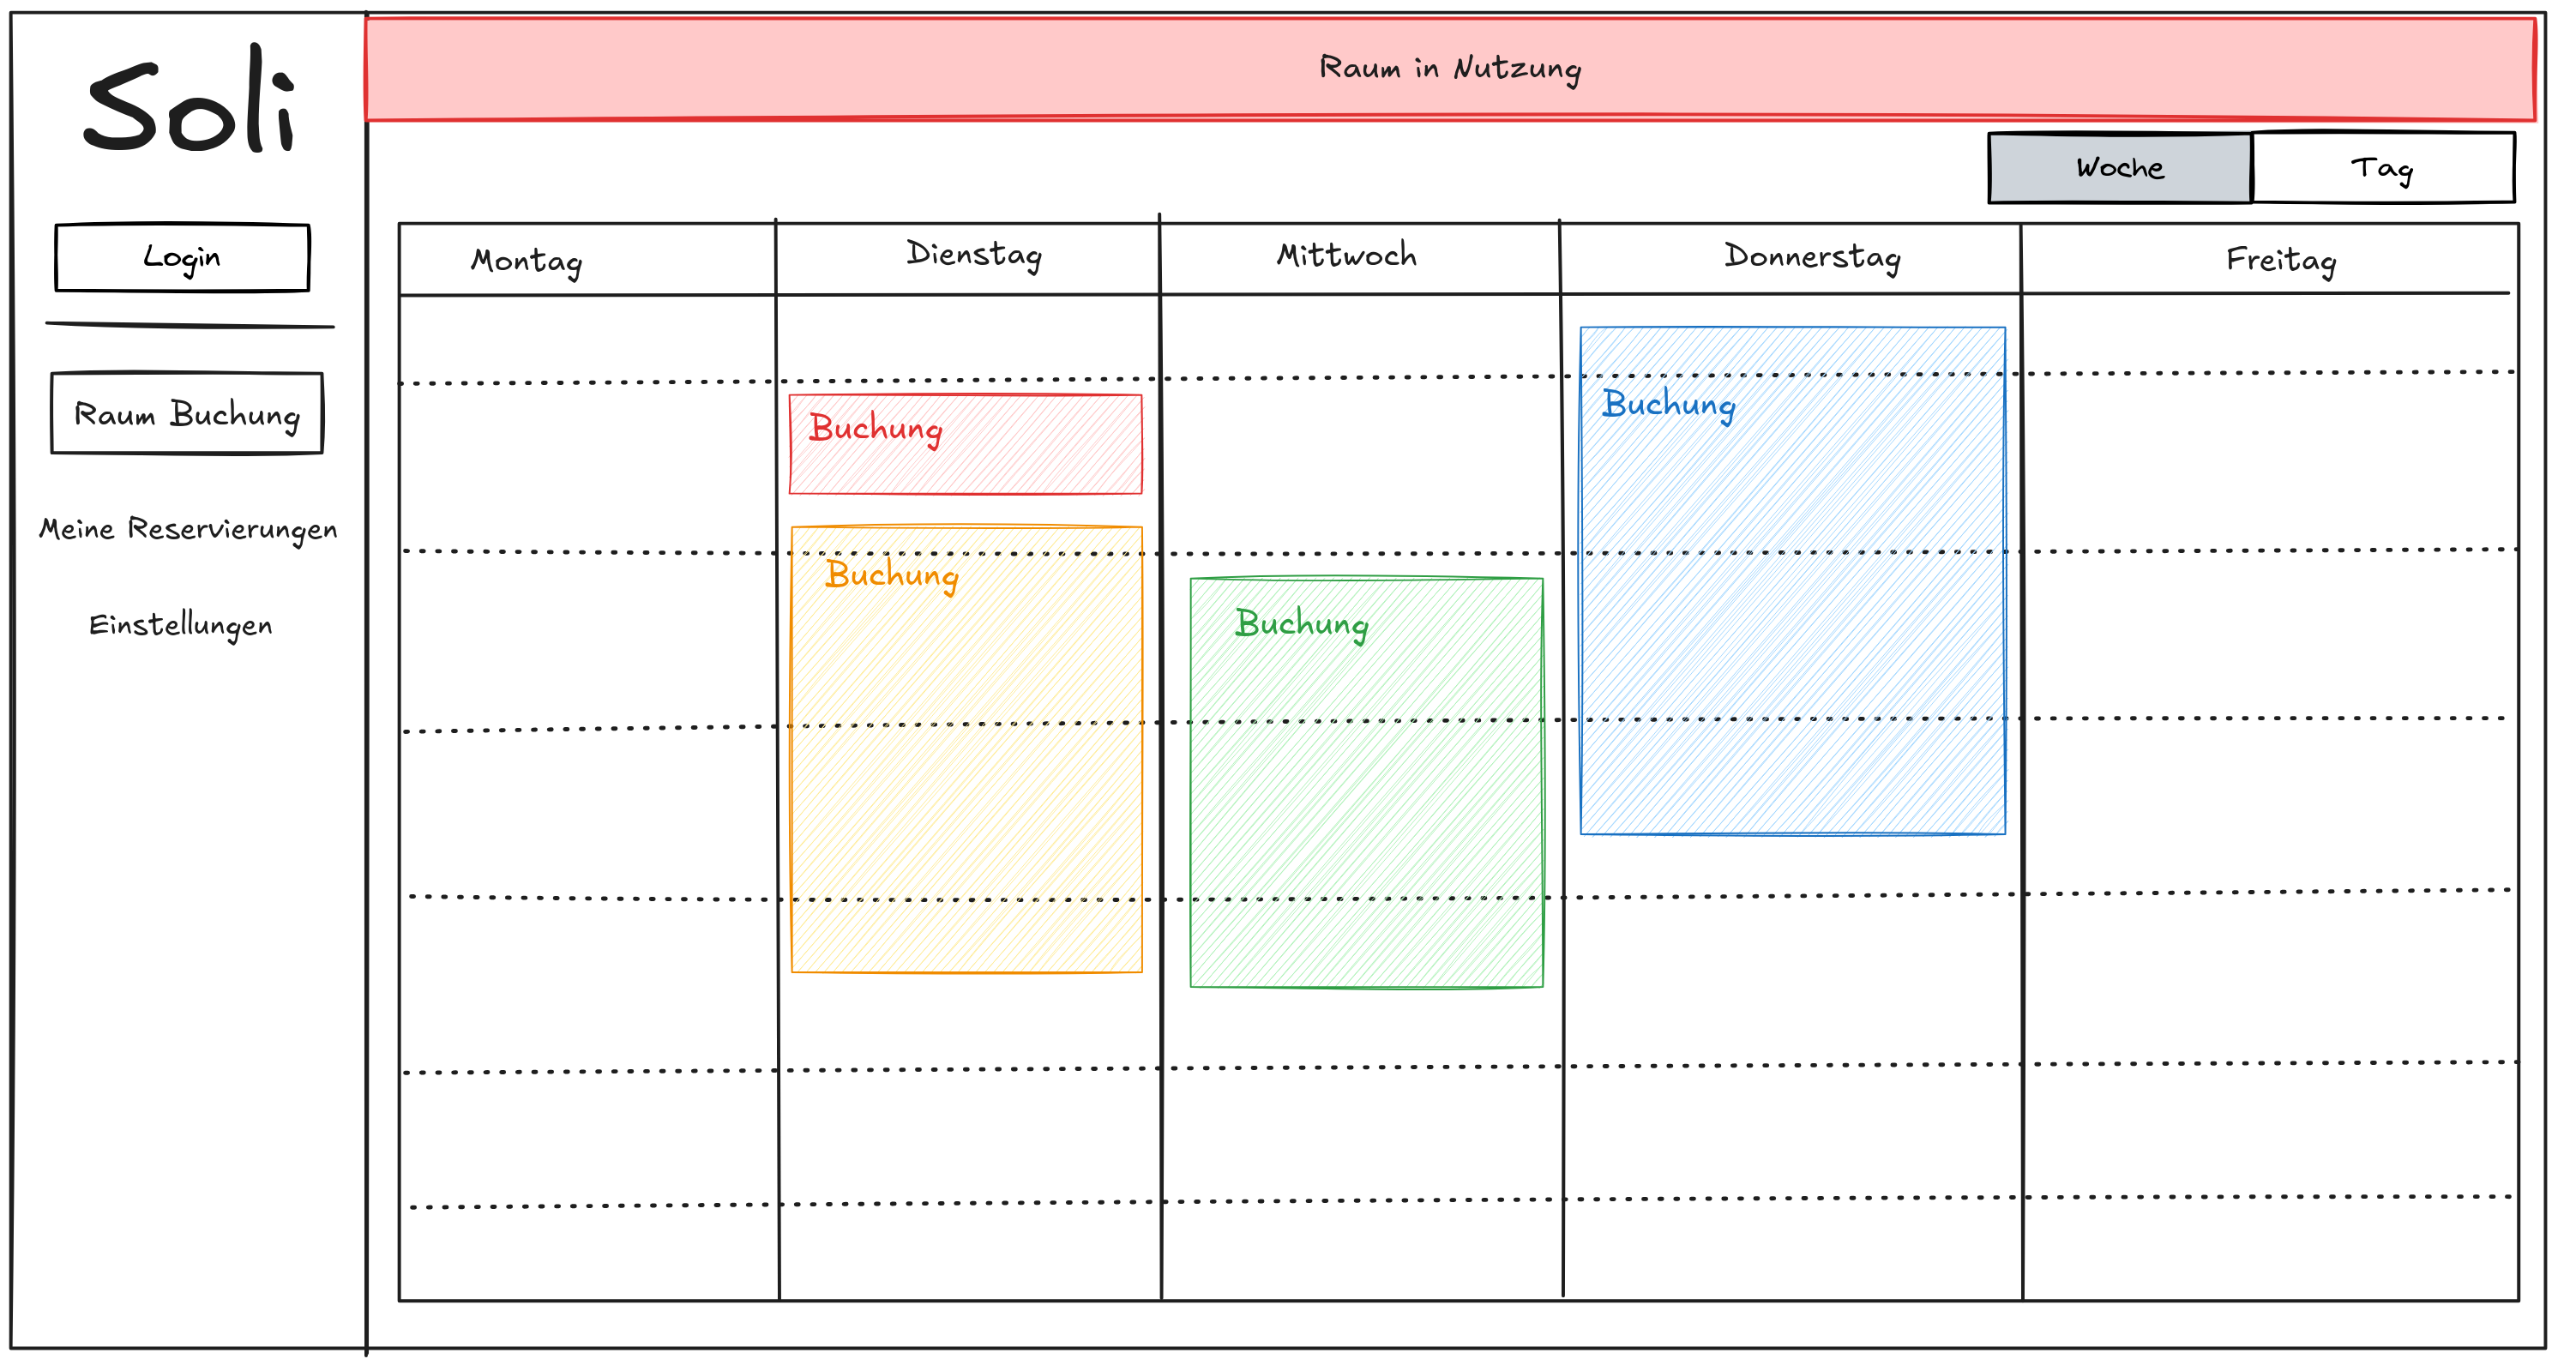 Soli
Login
Raum Buchung
Meine Reservierungen
Einstellungen
Raum in Nutzung
Woche
Tag
Montag
Dienstag
Mittwoch
Donnerstag
Freitag
Buchung
Buchung
Buchung
Buchung